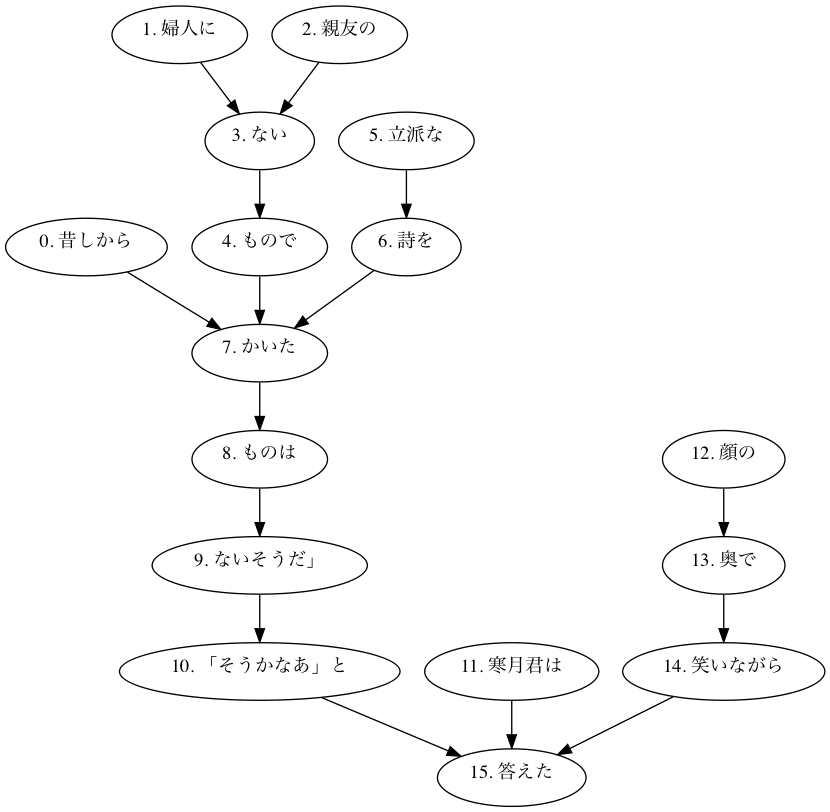 1. 婦人に
2. 親友の
3. ない
5. 立派な
0. 昔しから
4. もので
6. 詩を
7. かいた
8. ものは
12. 顔の
9. ないそうだ」
13. 奥で
10. 「そうかなあ」と
11. 寒月君は
14. 笑いながら
15. 答えた